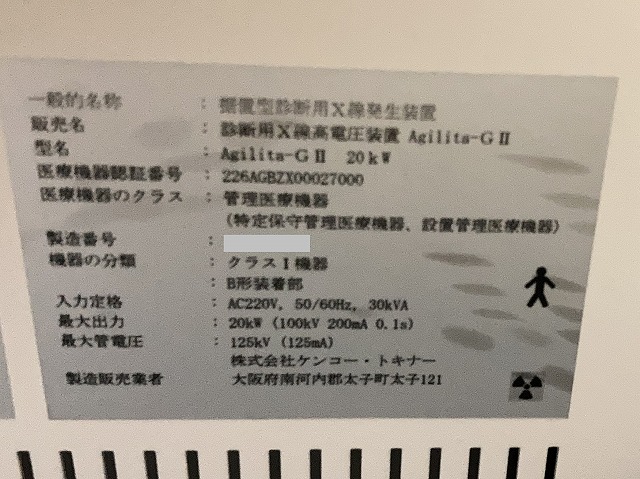 一般的名称 : 据置型診断用X線発生装置
販売名 : 診断用X線高電圧装置 Agilita-GⅡ
型名 : Agilita-GⅡ 20kW
医療機器認証番号 : 226AGBZX00027000
医療機器のクラス : 管理医療機器
(特定保守管理医療機器、設置管理医療機器)
製造番号 :
機器の分類 : クラスⅠ機器
: B形装着部
入力定格 : AC220V, 50/60Hz, 30kVA
最大出力 : 20kW (100kV 200mA 0.1s)
最大管電圧 : 125kV (125mA)
株式会社ケンコー・トキナー
製造販売業者 大阪府南河内郡太子町太子121